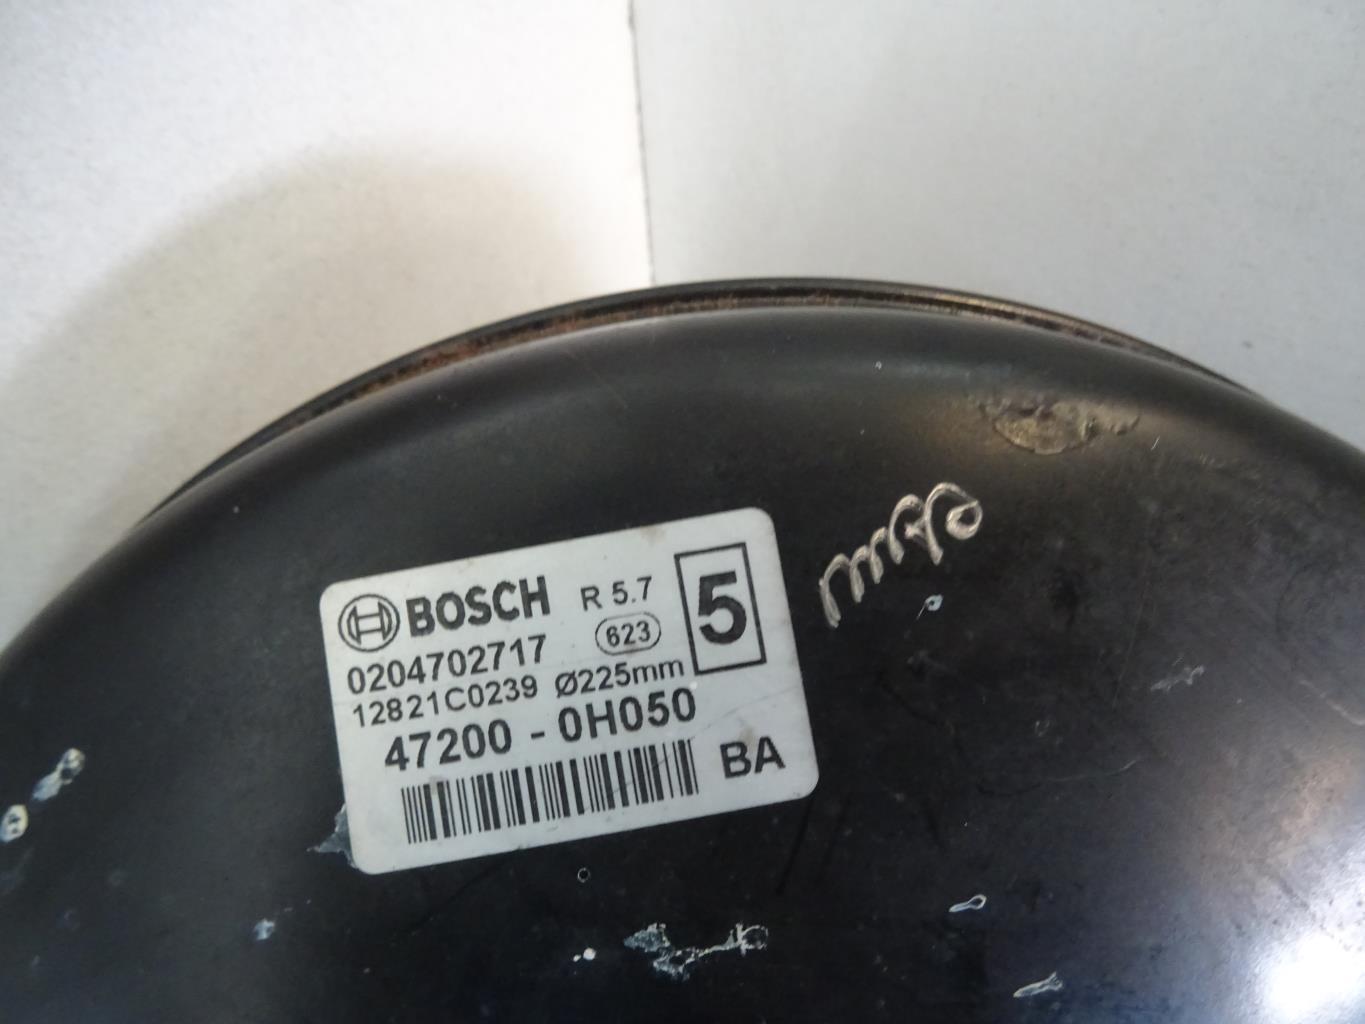 BOSCH R 5.7 5
0204702717 623
12821C0239 Ø225mm
47200 - 0H050
BA